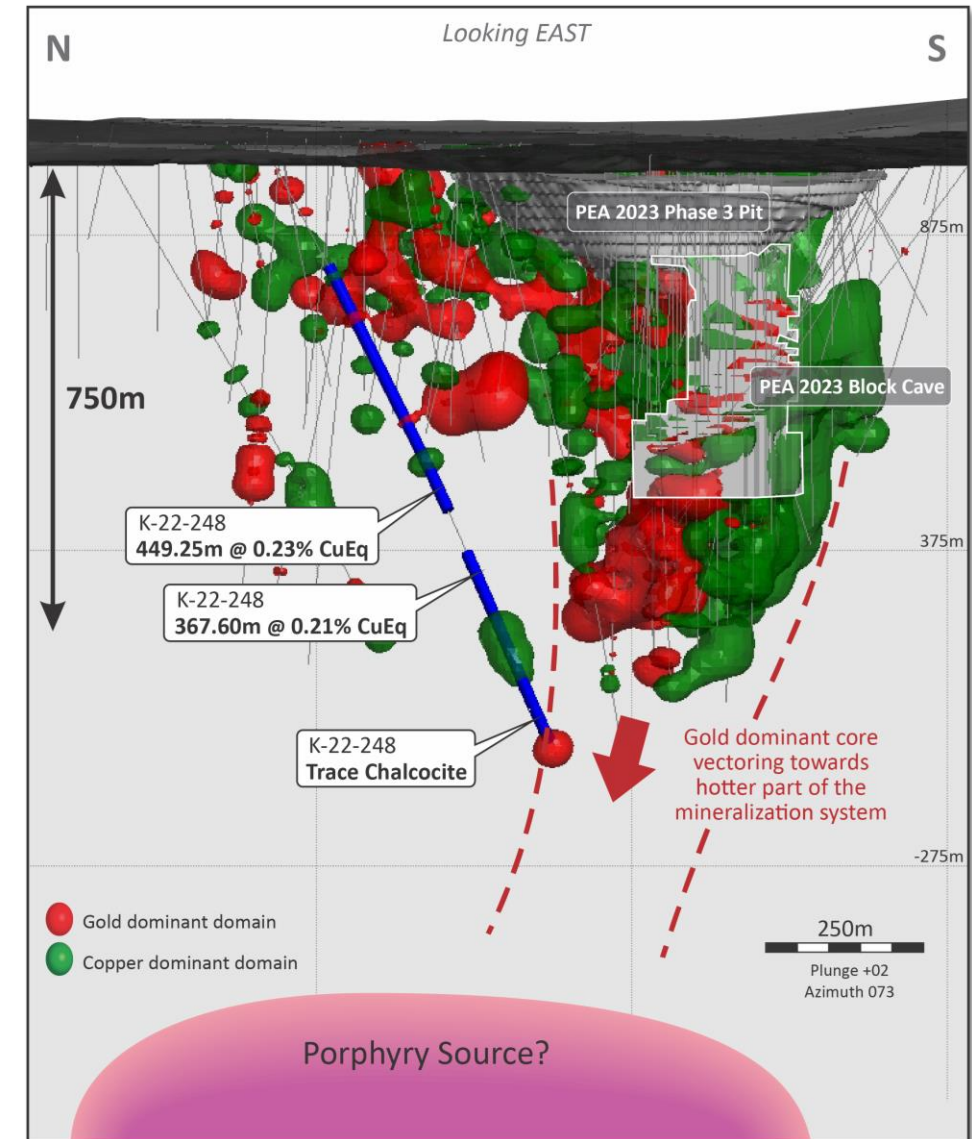 Looking EAST
N
S
PEA 2023 Phase 3 Pit
875m
750m
PEA 2023 Block Cave
K-22-248
449.25m @ 0.23% CuEq
375m
K-22-248
367.60m @ 0.21% CuEq
K-22-248
Trace Chalcocite
Gold dominant core
vectoring towards
hotter part of the
mineralization system
-275m
Gold dominant domain
Copper dominant domain
250m
Plunge +02
Azimuth 073
Porphyry Source?